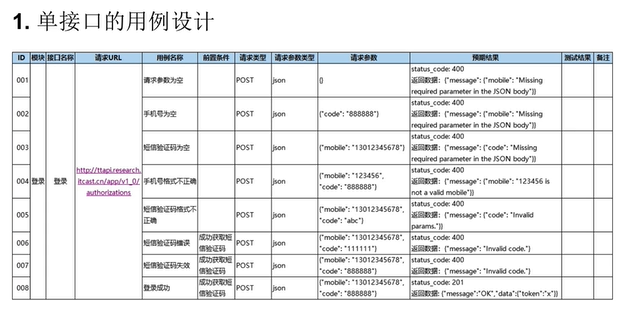 1. 单接口的用例设计
ID 模块 接口名称 请求URL 用例名称 前置条件 请求类型 请求参数类型 请求参数 预期结果 测试结果 备注
登录 登录
http://ttapi.research.
itcast.cn/app/v1_0/
authorizations
001 请求参数为空 POST json {}
status_code: 400
返回数据: {"message": {"mobile": "Missing
required parameter in the JSON body"}}
002 手机号为空 POST json {"code": "888888"}
status_code: 400
返回数据: {"message": {"mobile": "Missing
required parameter in the JSON body"}}
003 短信验证码为空 POST json {"mobile": "13012345678"}
status_code: 400
返回数据: {"message": {"code": "Missing
required parameter in the JSON body"}}
004 手机号格式不正确 POST json
{"mobile": "123456",
"code": "888888"}
status_code: 400
返回数据: {"message": {"mobile": "123456 is
not a valid mobile"}}
005
短信验证码格式不
正确
POST json
{"mobile": "13012345678",
"code": "abc"}
status_code: 400
返回数据: {"message": {"code": "Invalid
params."}}
006 短信验证码错误
成功获取短
信验证码
POST json
{"mobile": "13012345678",
"code": "111111"}
status_code: 400
返回数据: {"message": "Invalid code."}
007 短信验证码失效
成功获取短
信验证码
POST json
{"mobile": "13012345678",
"code": "888888"}
status_code: 400
返回数据: {"message": "Invalid code."}
008 登录成功
成功获取短
信验证码
POST json
{"mobile": "13012345678",
"code": "888888"}
status_code: 201
返回数据: {"message":"OK","data":{"token":"x"}}